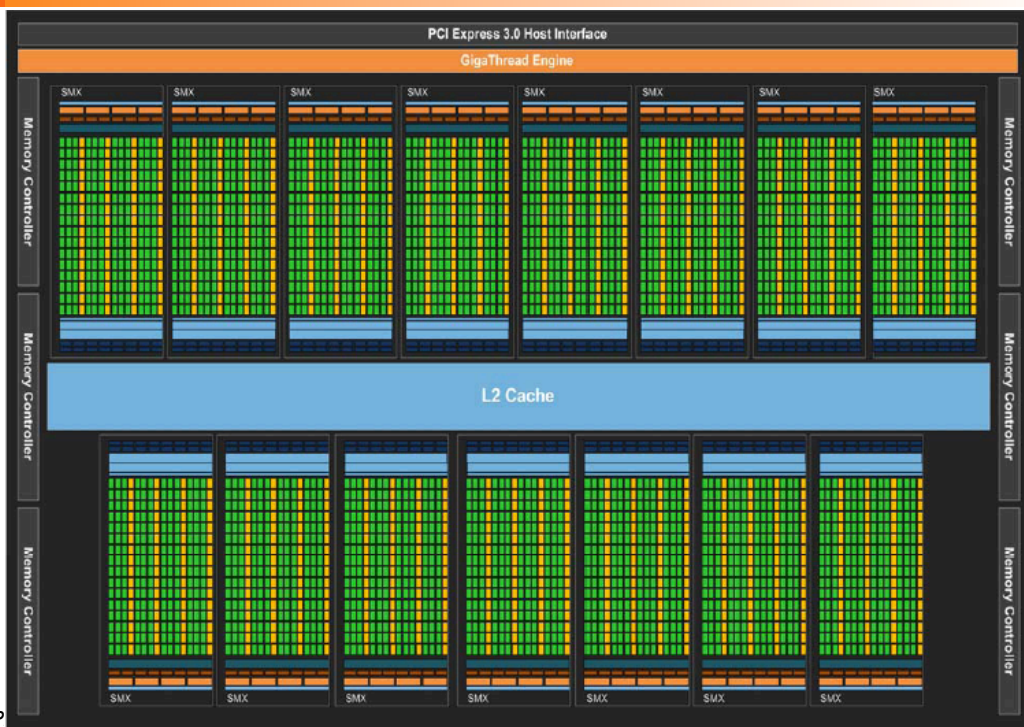 PCI Express 3.0 Host Interface
GigaThread Engine
SMX SMX SMX SMX SMX SMX SMX SMX
Memory Controller
Memory Controller
Memory Controller
Memory Controller
Memory Controller
Memory Controller
L2 Cache
SMX SMX SMX SMX SMX SMX SMX